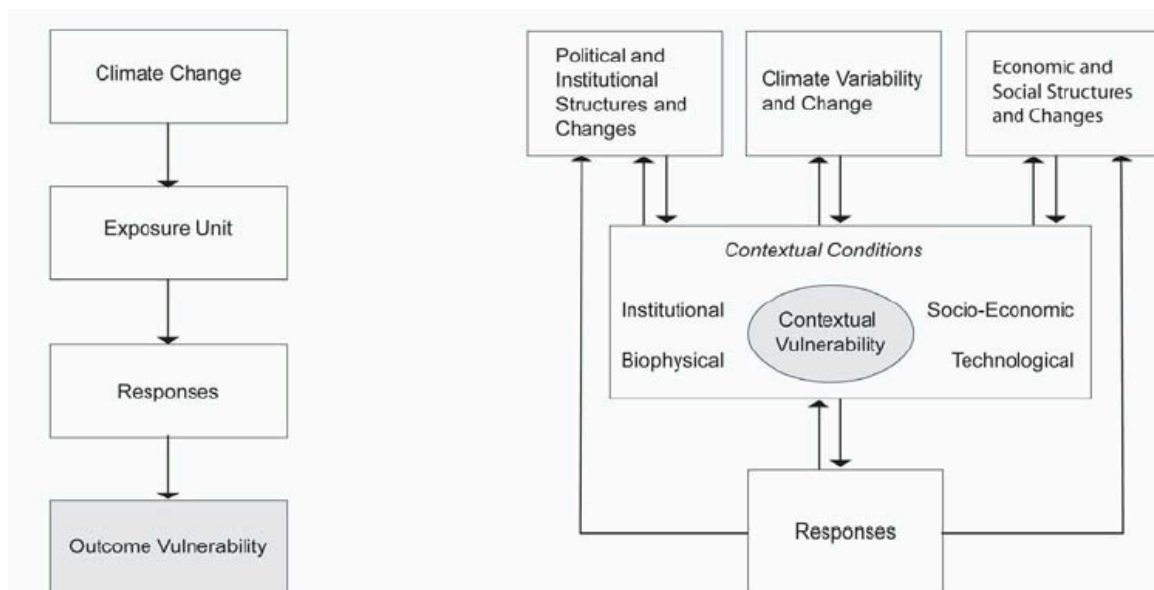 Climate Change
Exposure Unit
Responses
Outcome Vulnerability
Political and
Institutional
Structures and
Changes
Climate Variability
and Change
Economic and
Social Structures
and Changes
Contextual Conditions
Institutional
Biophysical
Contextual
Vulnerability
Socio-Economic
Technological
Responses